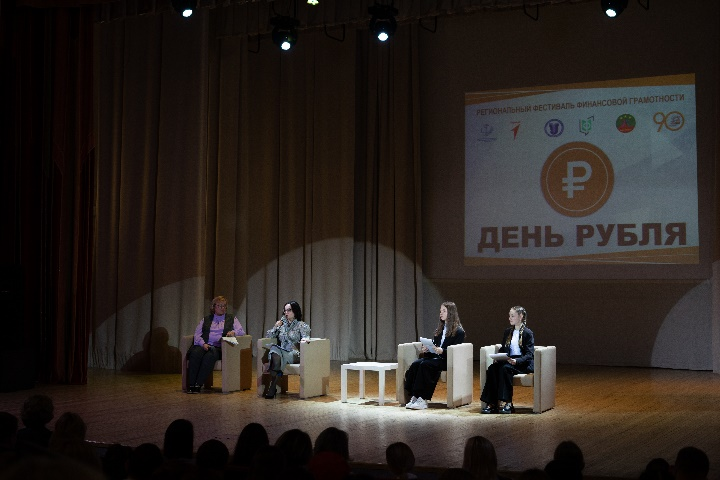 РЕГИОНАЛЬНЫЙ ФЕСТИВАЛЬ ФИНАНСОВОЙ ГРАМОТНОСТИ
90
₽
ДЕНЬ РУБЛЯ